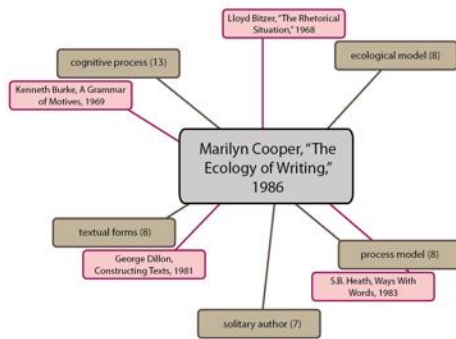 Lloyd Bitzer, "The Rhetorical
Situation," 1968
cognitive process (13)
ecological model (8)
Kenneth Burke, A Grammar
of Motives, 1969
Marilyn Cooper, "The
Ecology of Writing,"
1986
textual forms (8)
George Dillon,
Constructing Texts, 1981
process model (8)
S.B. Heath, Ways With
Words, 1983
solitary author (7)